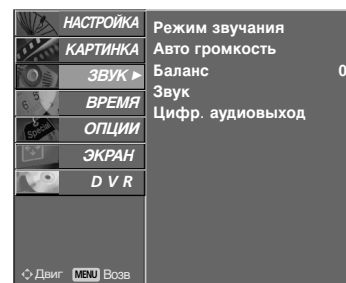 НАСТРОЙКА
КАРТИНКА
ЗВУК ►
ВРЕМЯ
ОПЦИИ
ЭКРАН
D V R
Режим звучания
Авто громкость
Баланс 0
Звук
Цифр. аудиовыход
Двиг MENU Возв